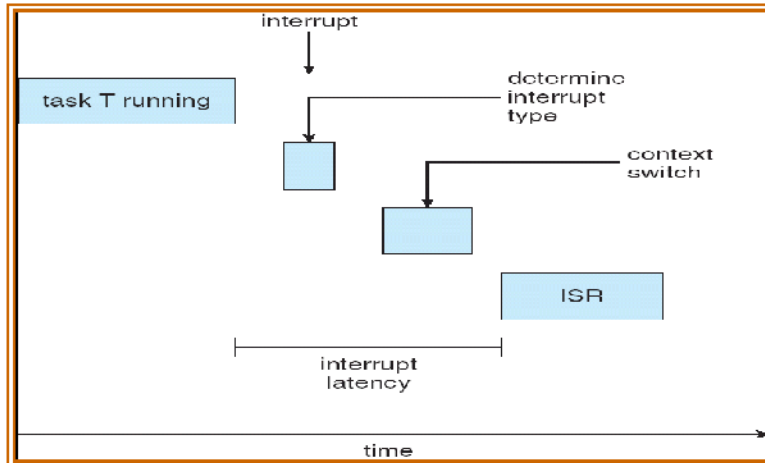 interrupt
task T running
determine
interrupt
type
context
switch
ISR
interrupt
latency
time